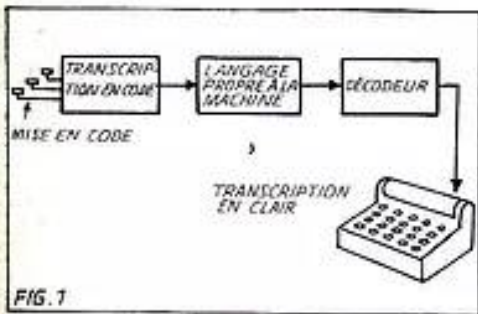 TRANSCRIP-
TION EN CODE
LANGAGE
PROPRE À LA
MACHINE
DÉCODEUR
MISE EN CODE
TRANSCRIPTION
EN CLAIR
FIG. 1